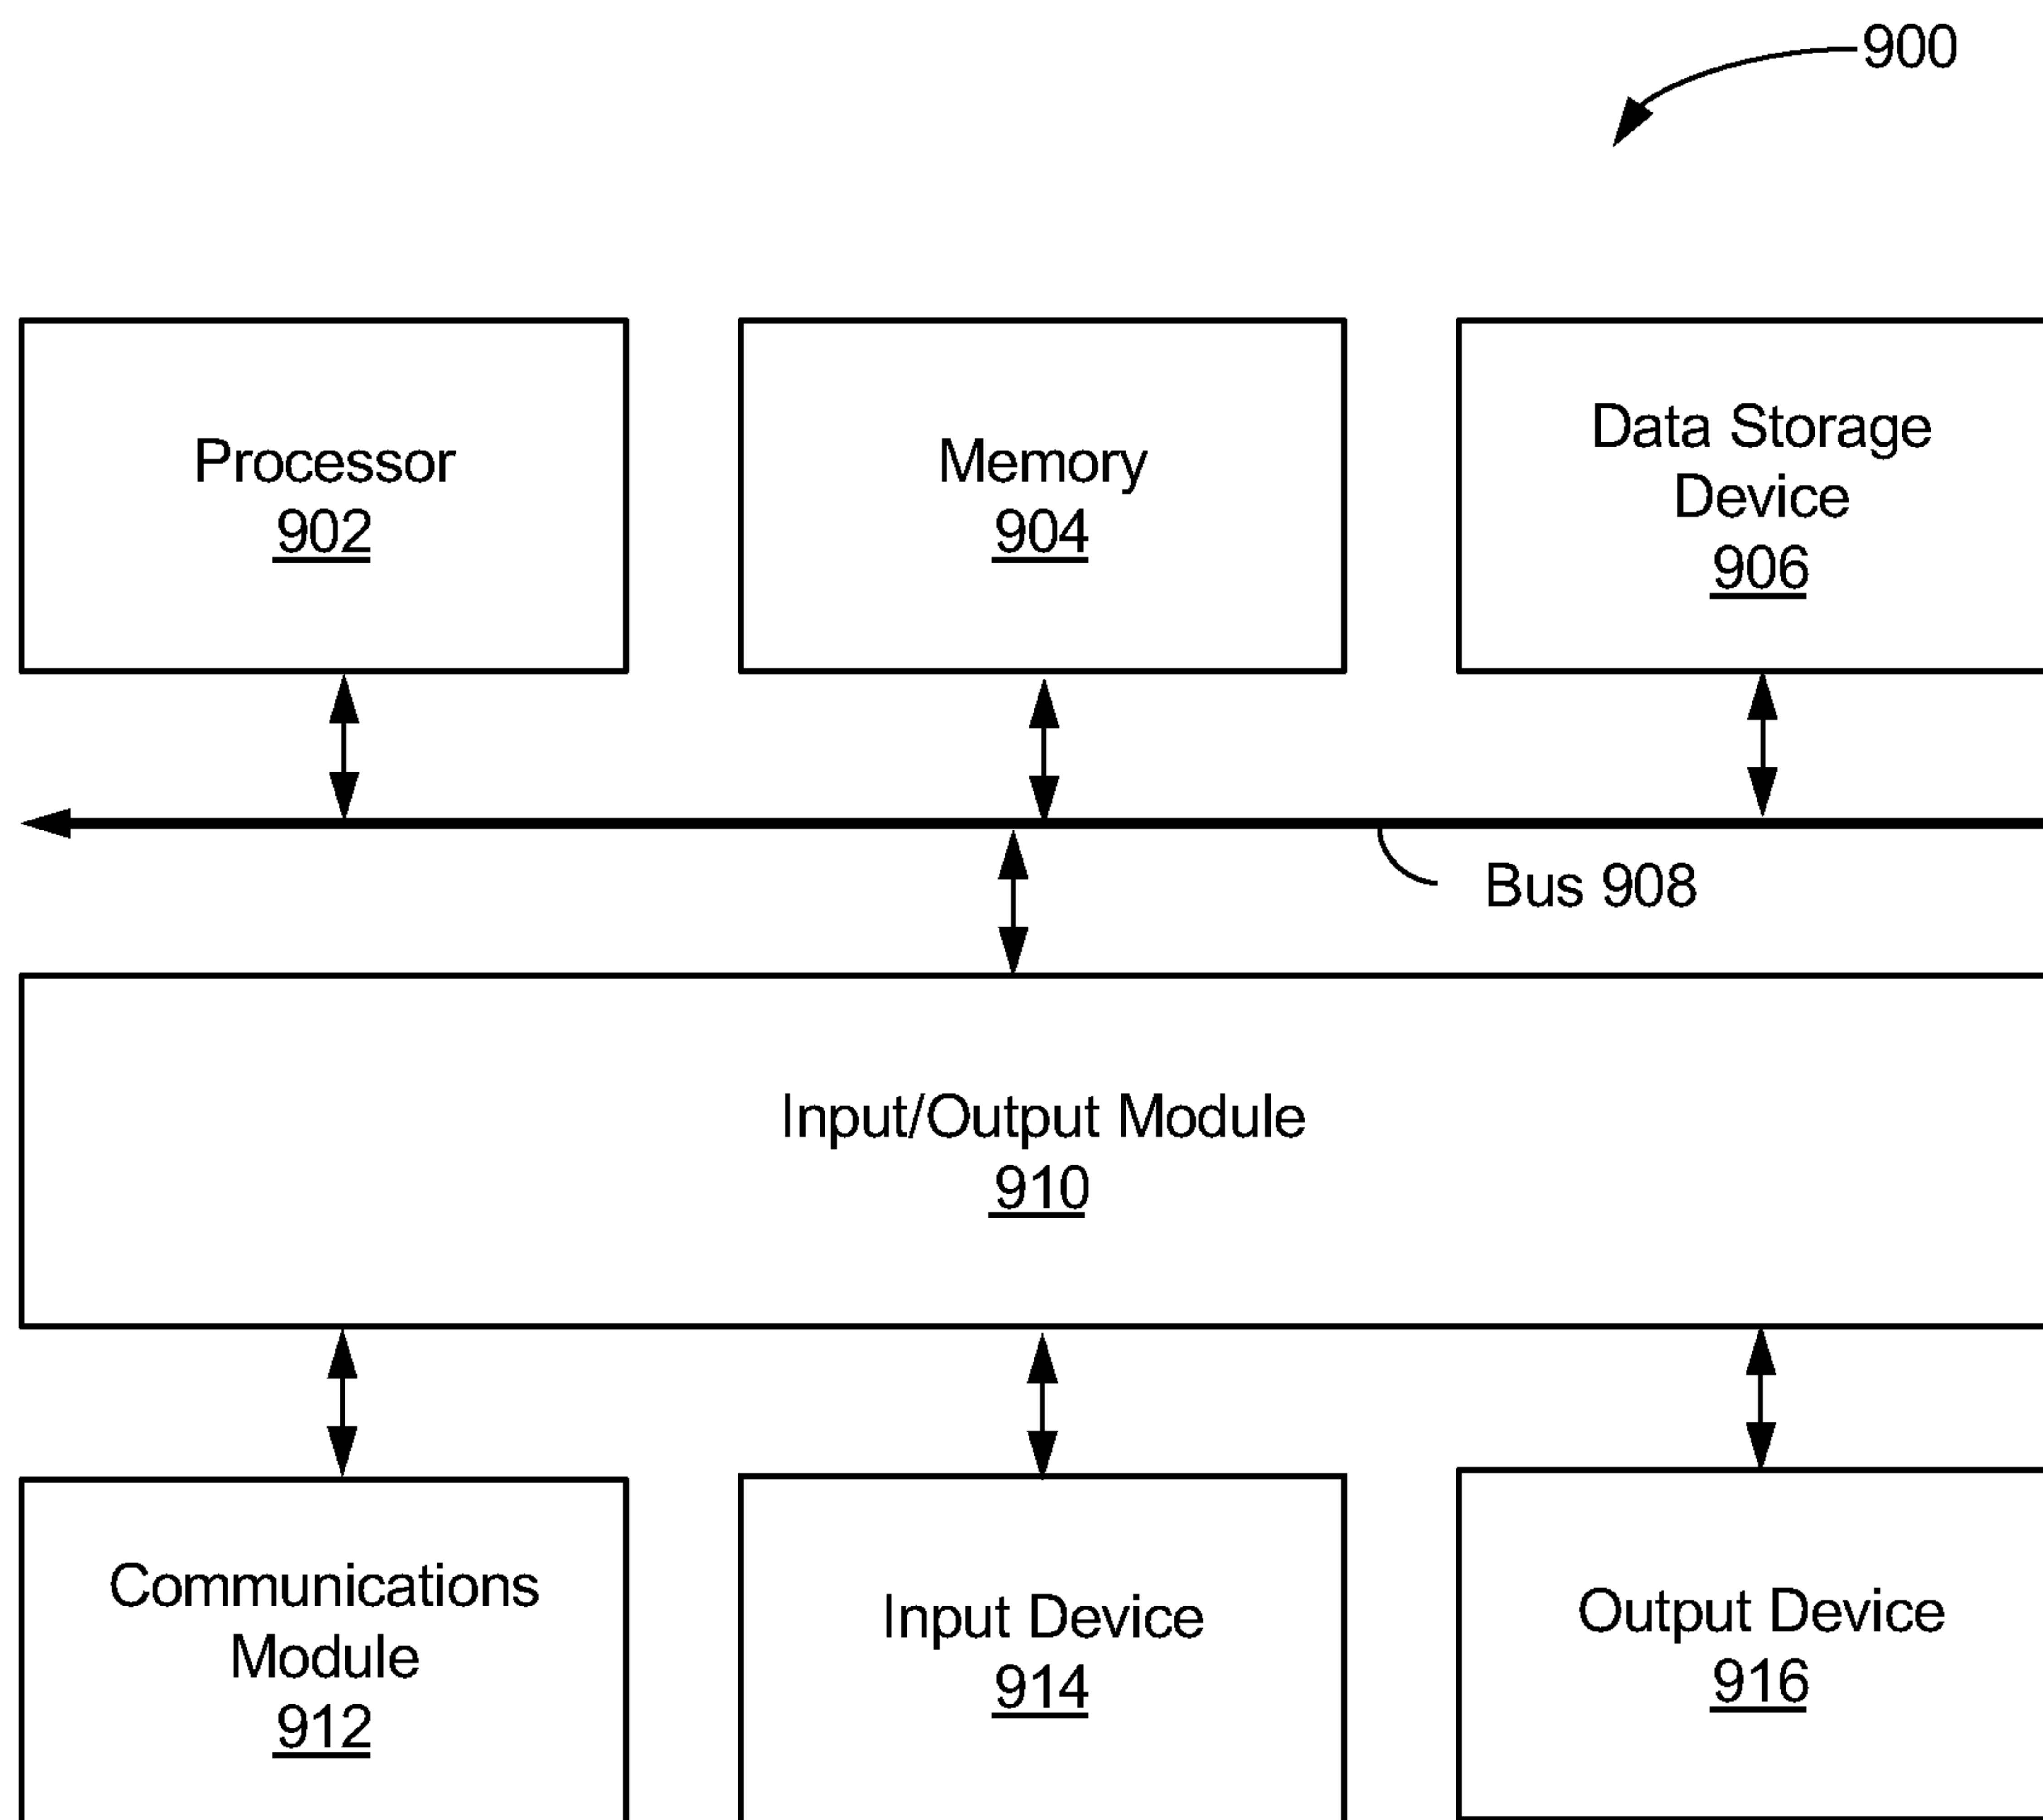 900
Processor
902
Memory
904
Data Storage
Device
906
Bus 908
Input/Output Module
910
Communications
Module
912
Input Device
914
Output Device
916